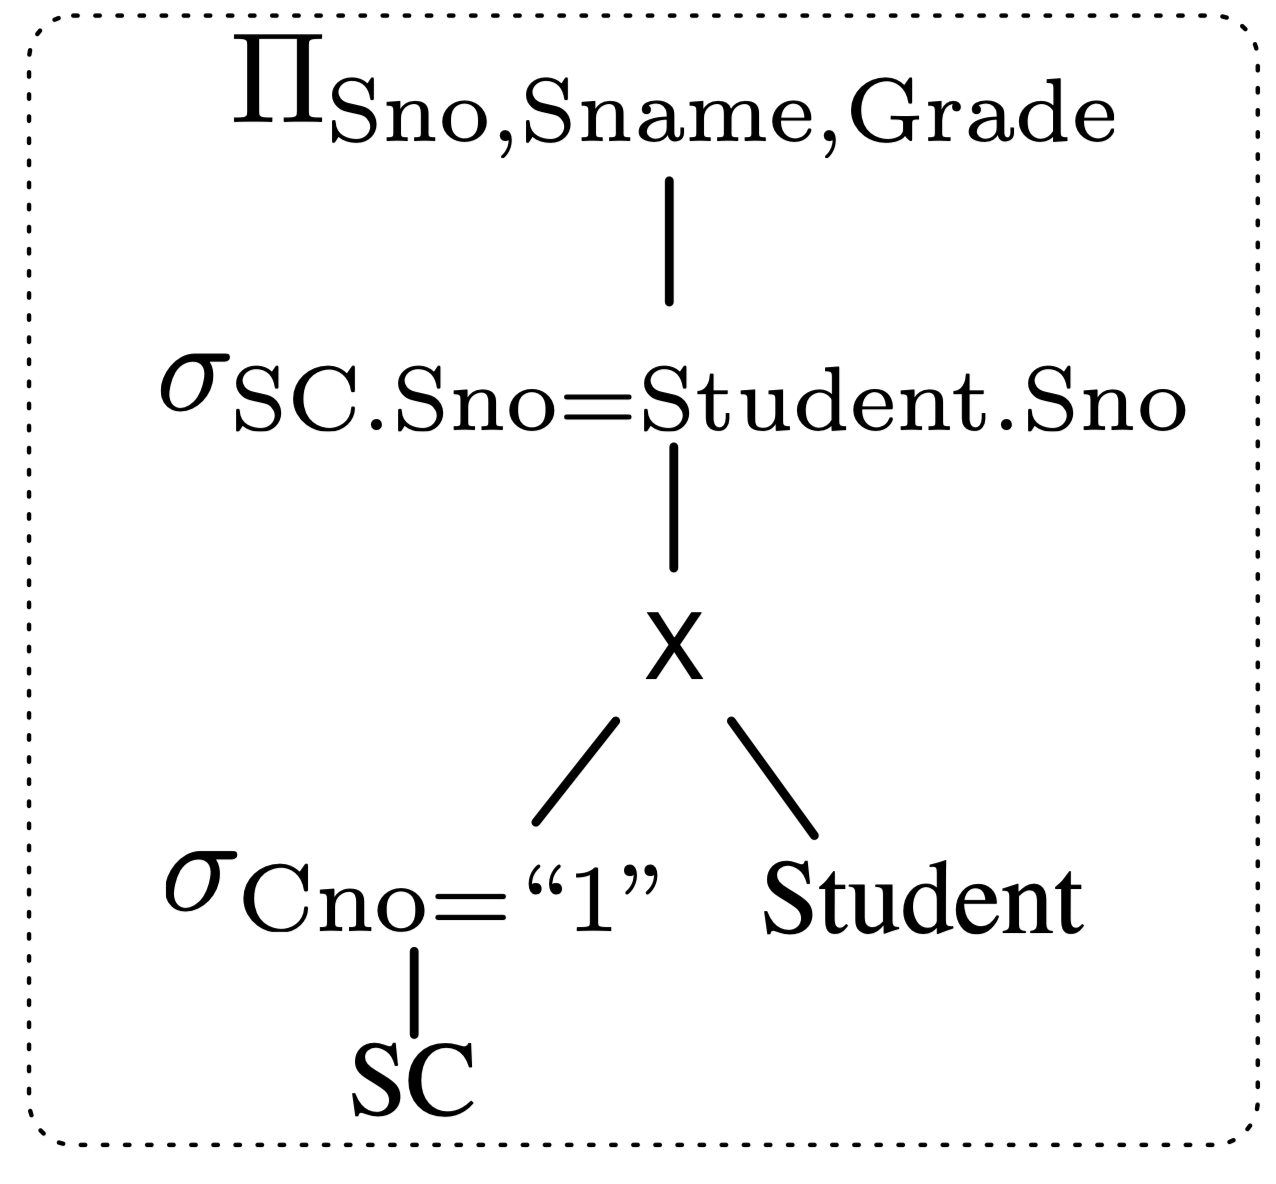 ΠSno,Sname,Grade
σSC.Sno=Student.Sno
X
σCno=“1” Student
SC